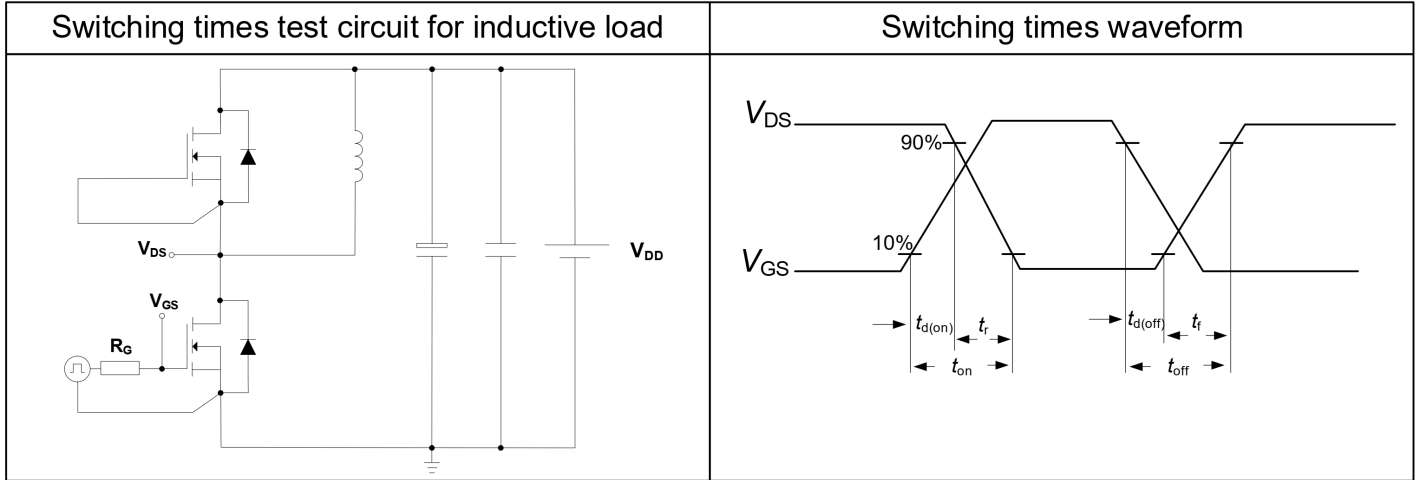 Switching times test circuit for inductive load
Switching times waveform
VDS
VGS
RG
VDD
VDS
90%
10%
VGS
td(on)
tr
ton
td(off)
tf
toff